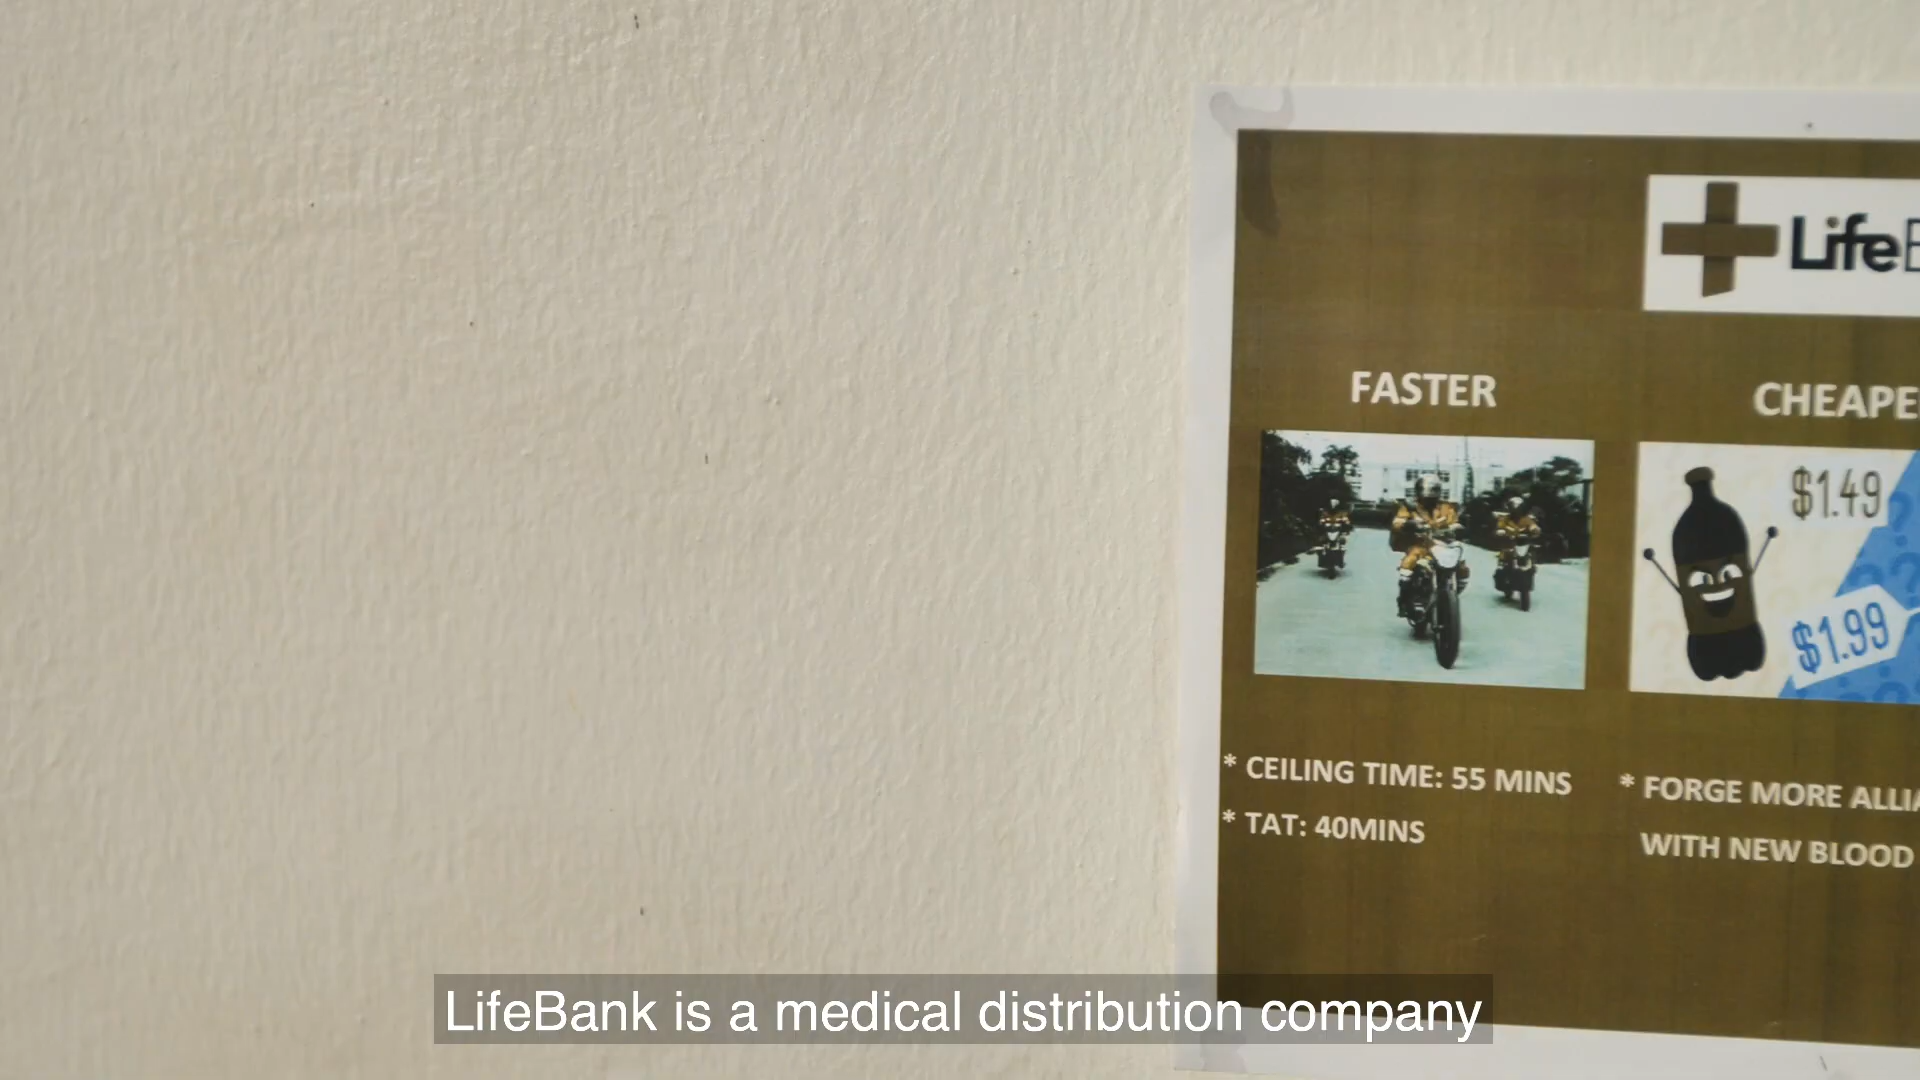 Life
FASTER
CHEAPE
$1.49
$1.99
* CEILING TIME: 55 MINS
* TAT: 40MINS
* FORGE MORE ALLIA
WITH NEW BLOOD
LifeBank is a medical distribution company